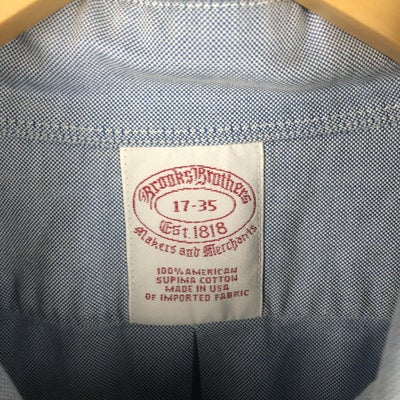 Brooks Brothers
17-35
Est. 1818
Makers and Merchants
100% AMERICAN
SUPIMA COTTON
MADE IN USA
OF IMPORTED FABRIC